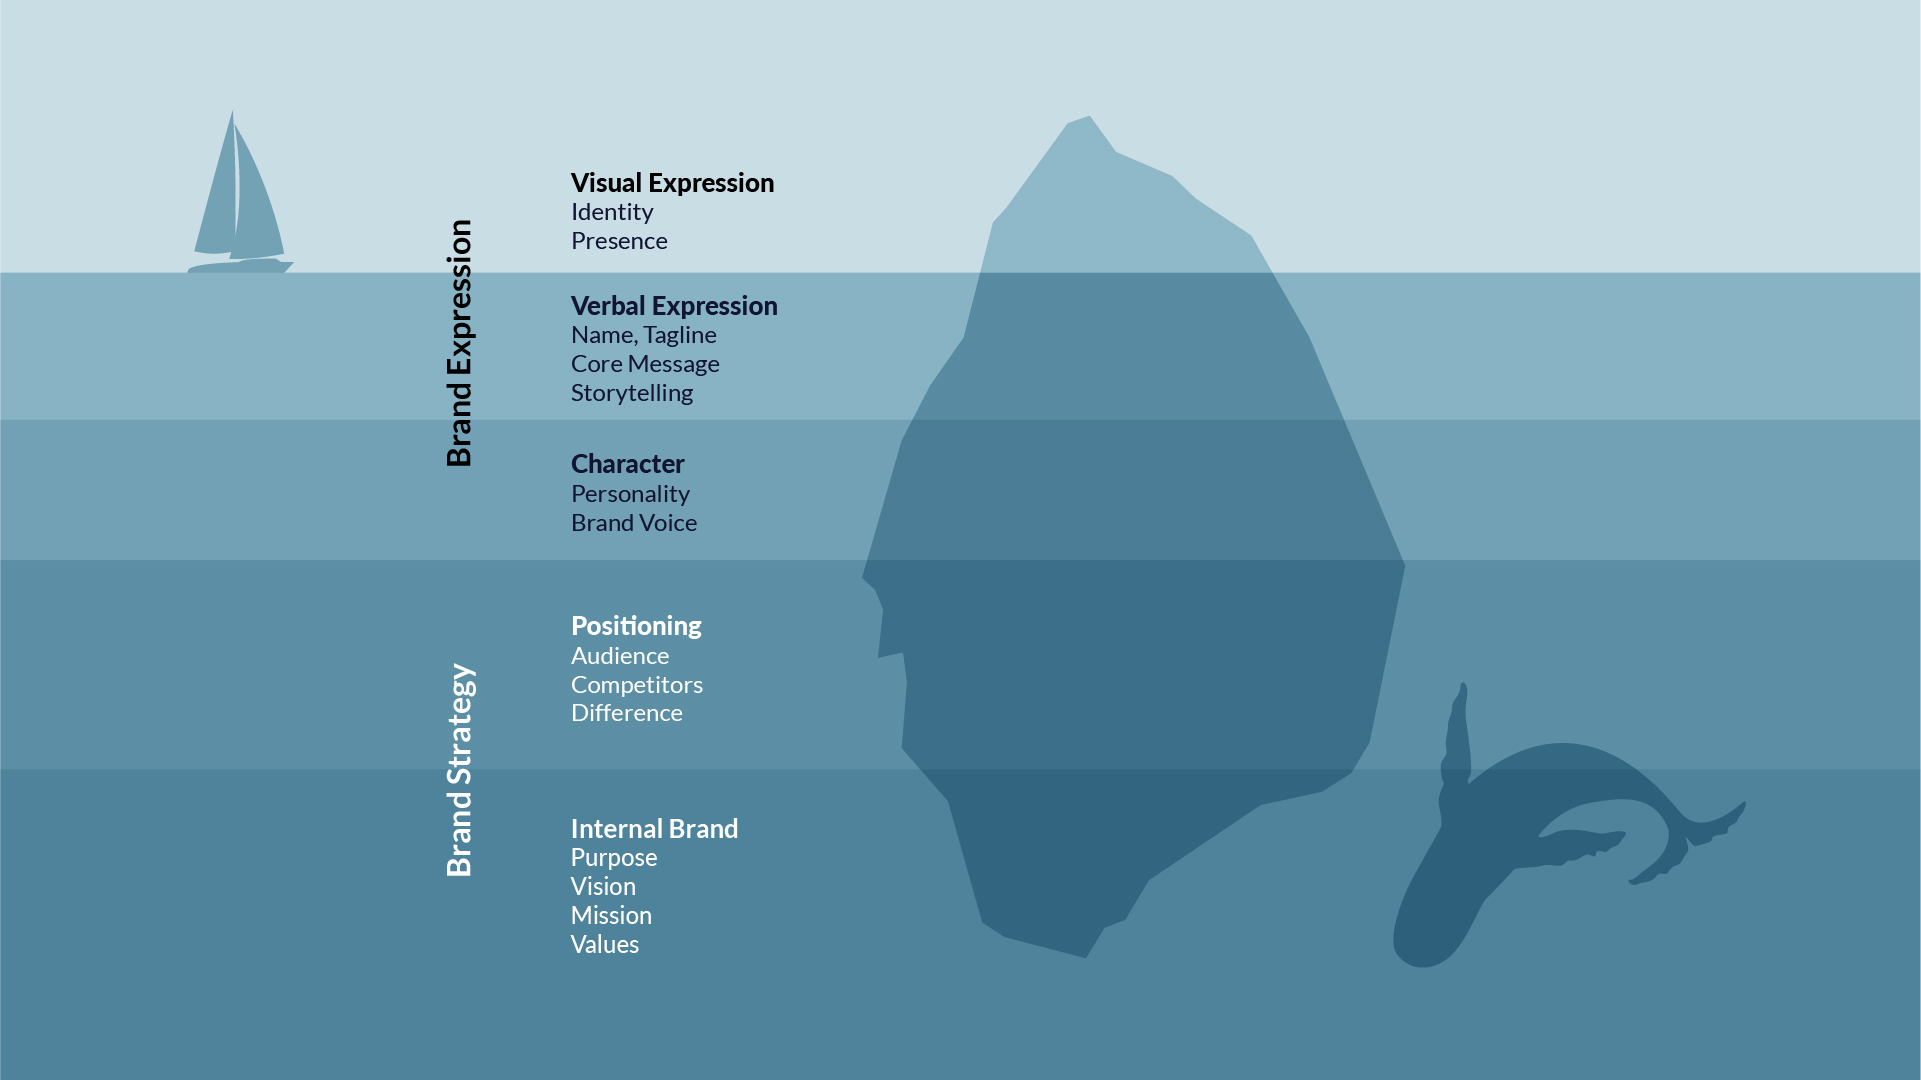 Brand Expression
Visual Expression
Identity
Presence
Verbal Expression
Name, Tagline
Core Message
Storytelling
Character
Personality
Brand Voice
Brand Strategy
Positioning
Audience
Competitors
Difference
Internal Brand
Purpose
Vision
Mission
Values